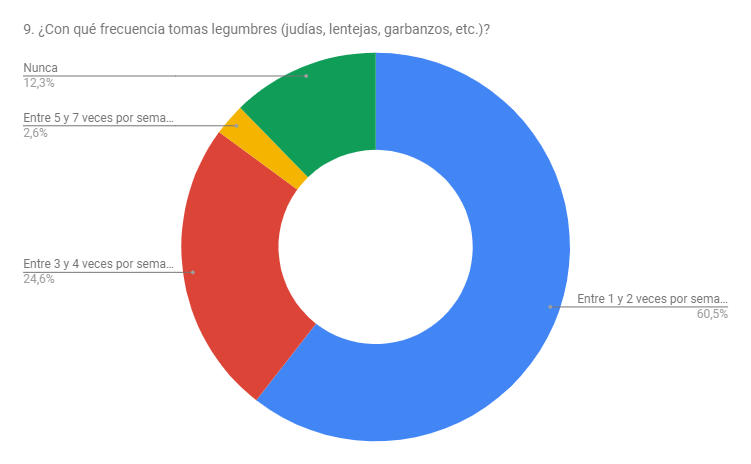 9. ¿Con qué frecuencia tomas legumbres (judías, lentejas, garbanzos, etc.)?
Nunca
12,3%
Entre 5 y 7 veces por sema...
2,6%
Entre 3 y 4 veces por sema...
24,6%
Entre 1 y 2 veces por sema...
60,5%